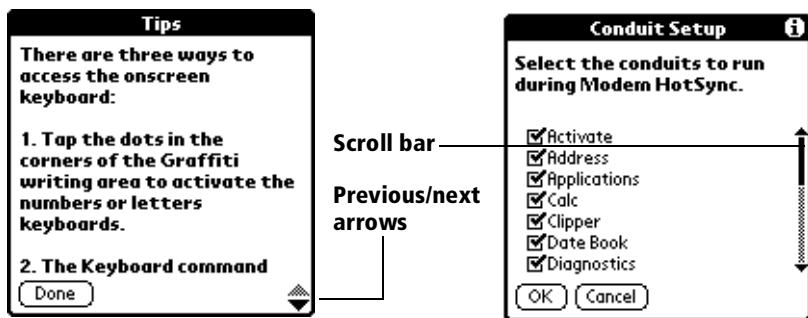 Tips
There are three ways to
access the onscreen
keyboard:
1. Tap the dots in the
corners of the Graffiti
writing area to activate the
numbers or letters
keyboards.
2. The Keyboard command
Done
Scroll bar
Previous/next
arrows
Conduit Setup
i
Select the conduits to run
during Modem HotSync.
Activate
Address
Applications
Calc
Clipper
Date Book
Diagnostics
OK Cancel